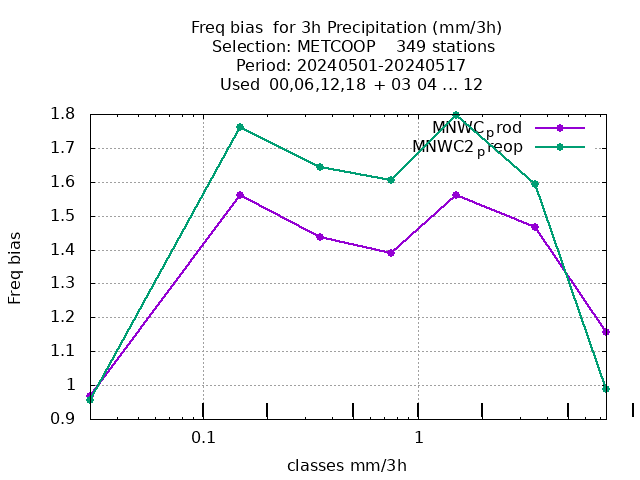 Freq bias  for 3h Precipitation (mm/3h)
Selection: METCOOP    349 stations
Period: 20240501-20240517
Used  00,06,12,18  + 03 04 ... 12
1.8
MNWC_prod
1.7
MNWC2_preop
1.6
1.5
1.4
1.3
1.2
1.1
1
0.9
Freq bias
0.1
1
classes mm/3h